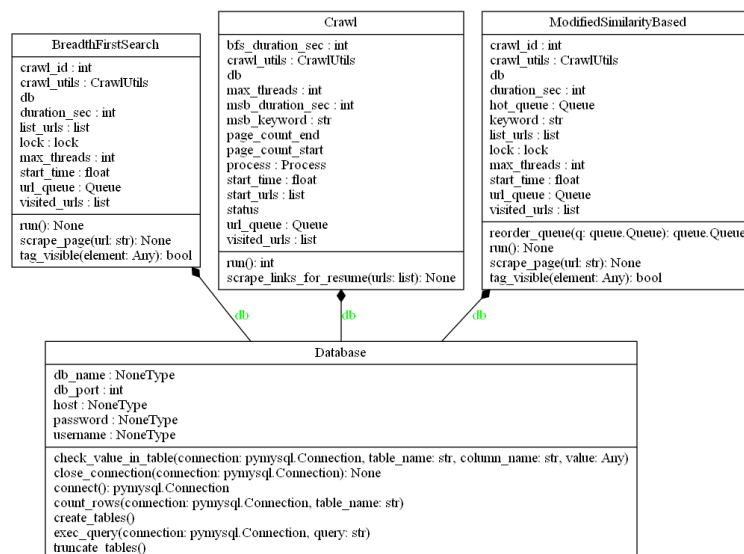 BreadthFirstSearch
crawl_id : int
crawl_utils : CrawlUtils
db
duration_sec : int
list_urls : list
lock : lock
max_threads : int
start_time : float
url_queue : Queue
visited_urls : list
run(): None
scrape_page(url: str): None
tag_visible(element: Any): bool
Crawl
bfs_duration_sec : int
crawl_utils : CrawlUtils
db
max_threads : int
msb_duration_sec : int
msb_keyword : str
page_count_end
page_count_start
process : Process
start_time : float
start_urls : list
status
url_queue : Queue
visited_urls : list
run(): int
scrape_links_for_resume(urls: list): None
ModifiedSimilarityBased
crawl_id : int
crawl_utils : CrawlUtils
db
duration_sec : int
hot_queue : Queue
keyword : str
list_urls : list
lock : lock
max_threads : int
start_time : float
url_queue : Queue
visited_urls : list
reorder_queue(q: queue.Queue): queue.Queue
run(): None
scrape_page(url: str): None
tag_visible(element: Any): bool
db
db
db
Database
db_name : NoneType
db_port : int
host : NoneType
password : NoneType
username : NoneType
check_value_in_table(connection: pymysql.Connection, table_name: str, column_name: str, value: Any)
close_connection(connection: pymysql.Connection): None
connect(): pymysql.Connection
count_rows(connection: pymysql.Connection, table_name: str)
create_tables()
exec_query(connection: pymysql.Connection, query: str)
truncate_tables()